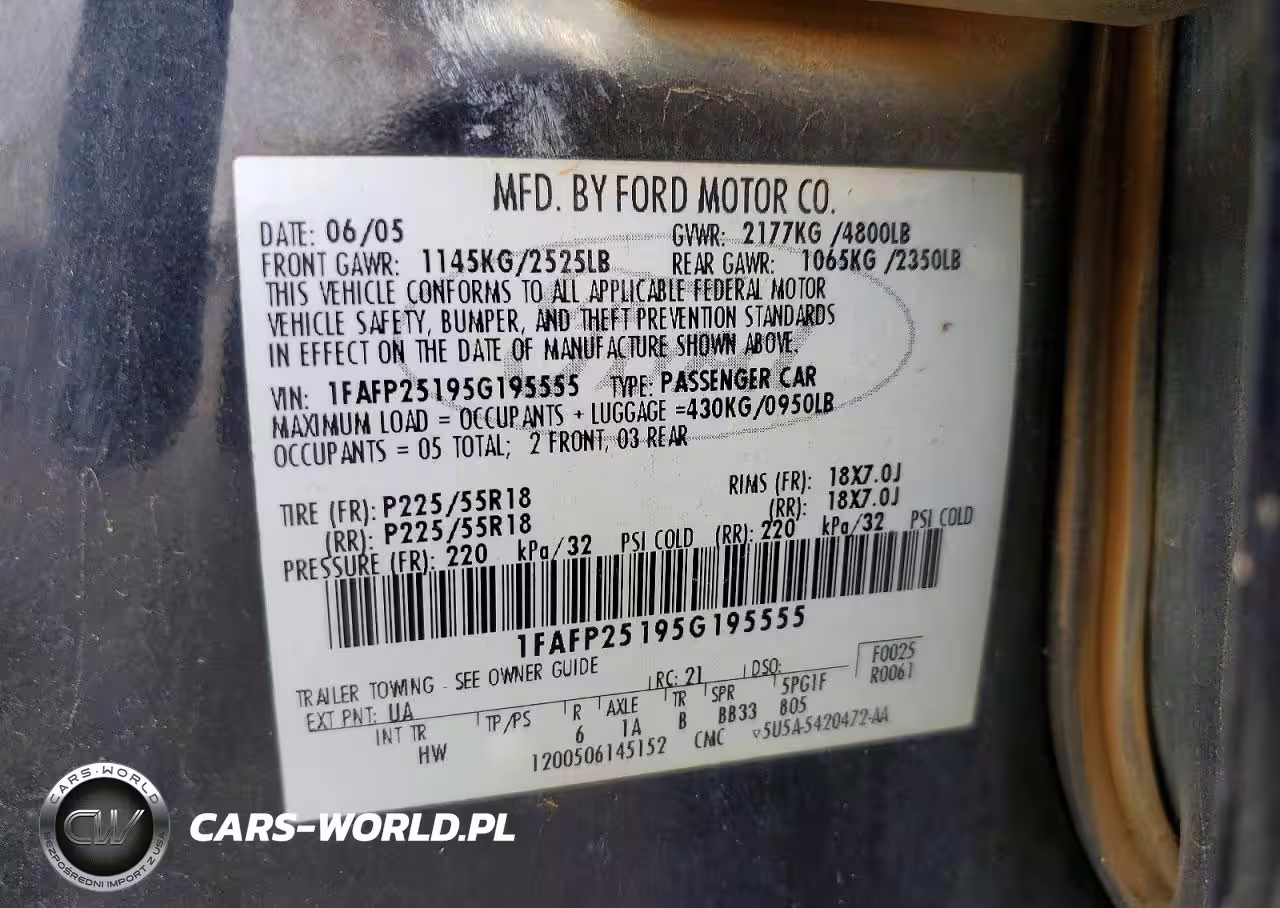 MFD. BY FORD MOTOR CO.
DATE: 06/05 GVWR: 2177KG /4800LB
FRONT GAWR: 1145KG/2525LB REAR GAWR: 1065KG /2350LB
THIS VEHICLE CONFORMS TO ALL APPLICABLE FEDERAL MOTOR
VEHICLE SAFETY, BUMPER, AND THEFT PREVENTION STANDARDS
IN EFFECT ON THE DATE OF MANUFACTURE SHOWN ABOVE.
VIN: 1FAFP25195G195555 TYPE: PASSENGER CAR
MAXIMUM LOAD = OCCUPANTS + LUGGAGE =430KG/0950LB
OCCUPANTS = 05 TOTAL; 2 FRONT, 03 REAR
TIRE (FR): P225/55R18 RIMS (FR): 18X7.0J
(RR): P225/55R18 (RR): 18X7.0J
PRESSURE (FR): 220 kPa/32 PSI COLD (RR): 220 kPa/32 PSI COLD
1FAFP25195G195555
TRAILER TOWING - SEE OWNER GUIDE RC: 21 DSO: F0025
EXT PNT: UA R0061
INT TR TP/PS R AXLE TR SPR 5PG1F
HW 6 1A B BB33 805
1200506145152 CMC ▽5U5A-5420472-AA
CARS-WORLD
CW
BEZPOŚREDNI IMPORT Z USA
CARS-WORLD.PL